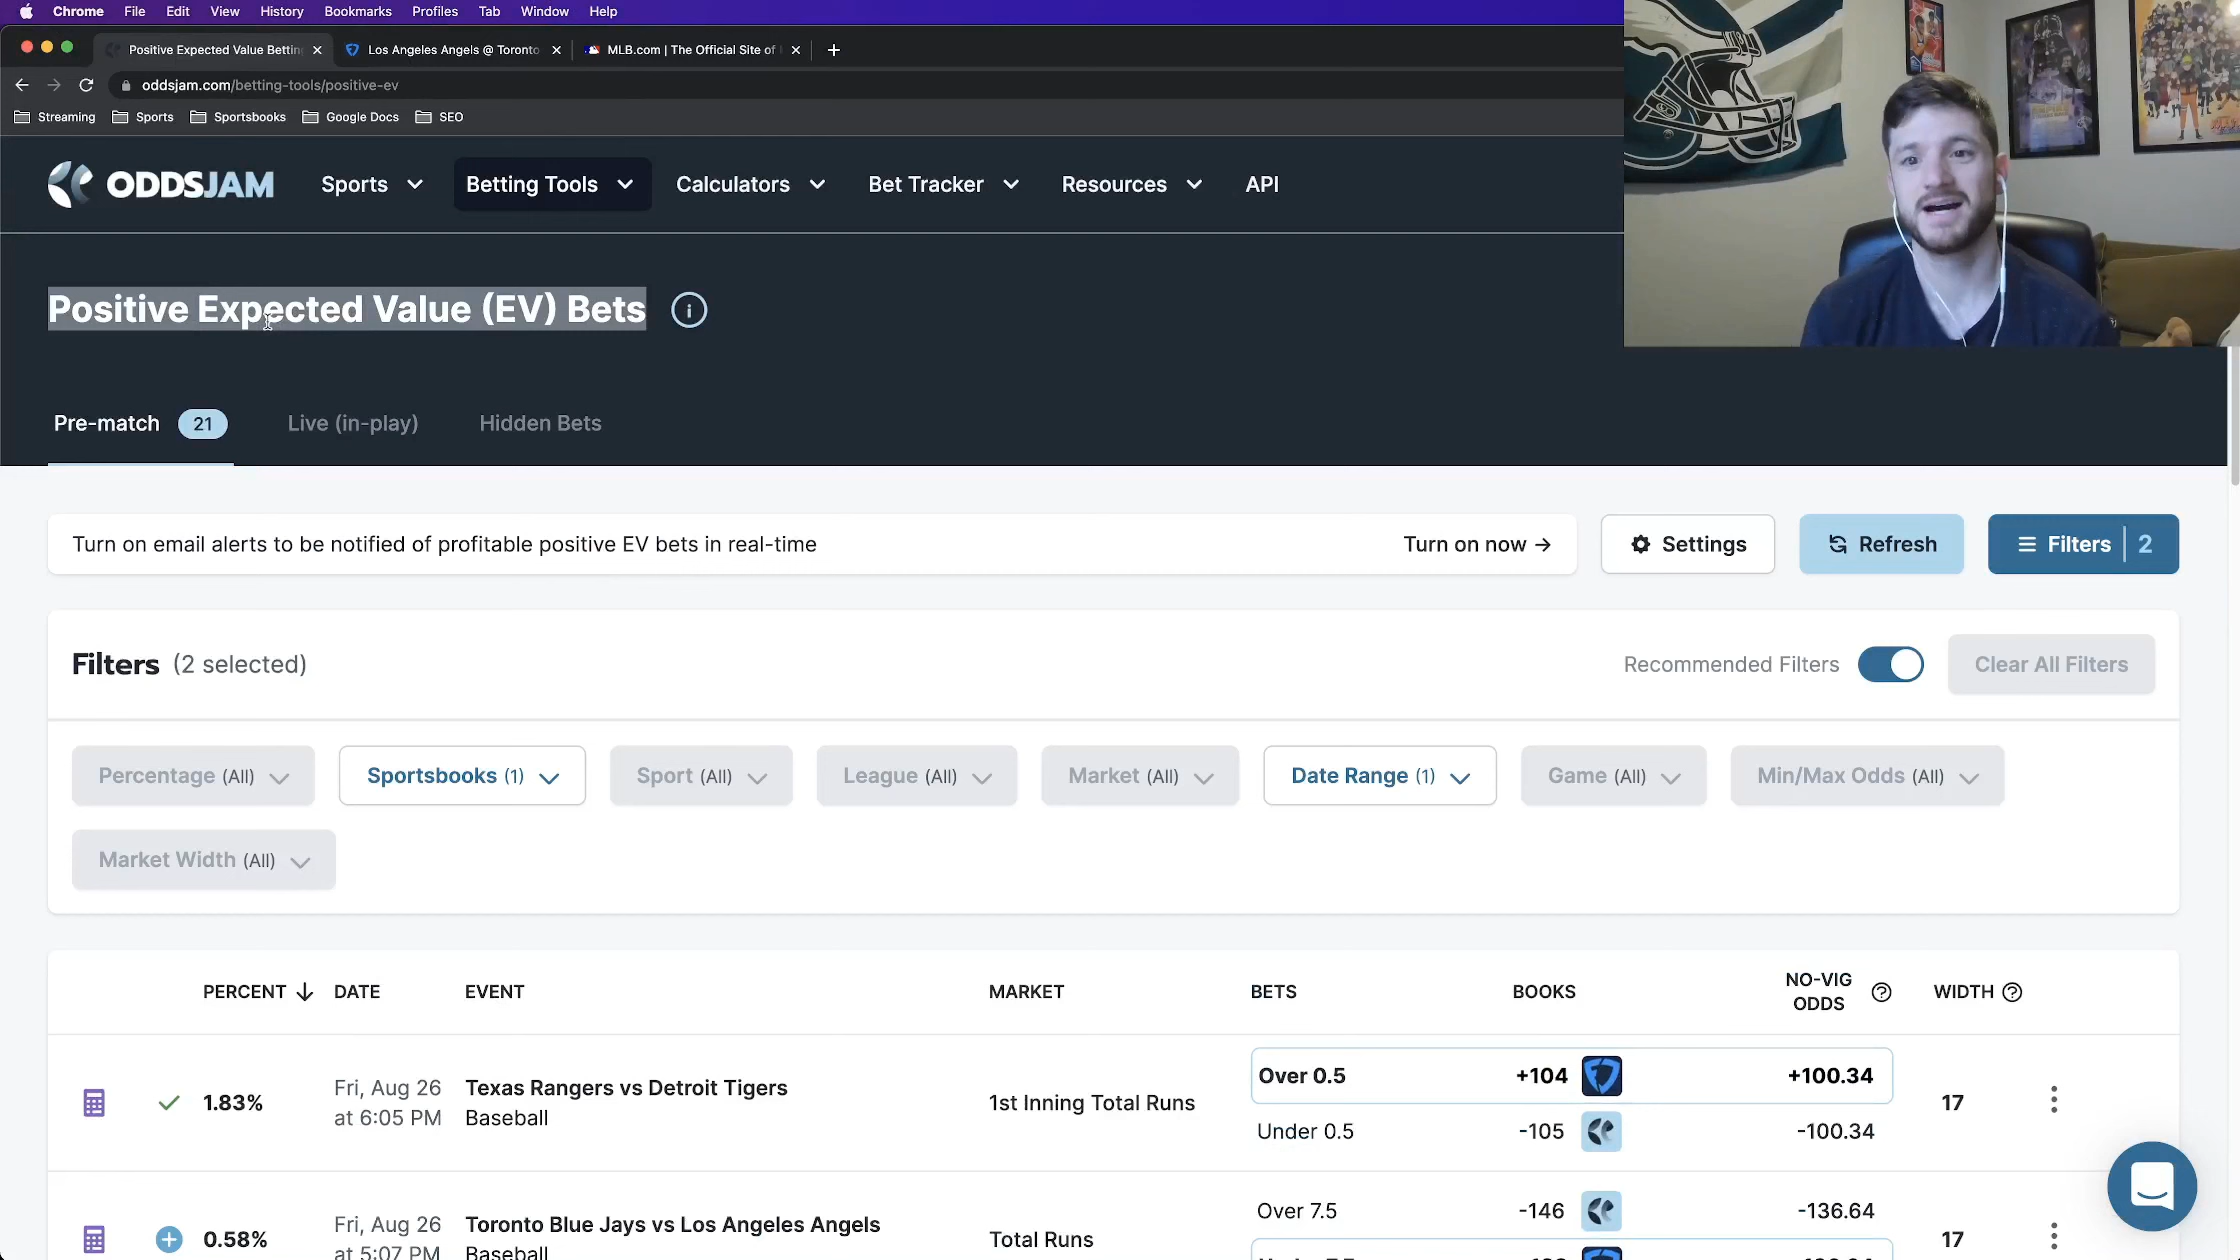 Chrome File Edit View History Bookmarks Profiles Tab Window Help
Positive Expected Value Bettin Los Angeles Angels @ Toronto MLB.com | The Official Site of
oddsjam.com/betting-tools/positive-ev
Streaming Sports Sportsbooks Google Docs SEO
ODDSJAM Sports Betting Tools Calculators Bet Tracker Resources API
Positive Expected Value (EV) Bets
Pre-match 21 Live (in-play) Hidden Bets
Turn on email alerts to be notified of profitable positive EV bets in real-time Turn on now → Settings Refresh Filters 2
Filters (2 selected) Recommended Filters Clear All Filters
Percentage (All) Sportsbooks (1) Sport (All) League (All) Market (All) Date Range (1) Game (All) Min/Max Odds (All)
Market Width (All)
PERCENT ↓ DATE EVENT MARKET BETS BOOKS NO-VIG ODDS WIDTH
1.83% Fri, Aug 26 at 6:05 PM Texas Rangers vs Detroit Tigers Baseball 1st Inning Total Runs Over 0.5 +104 +100.34 17
Under 0.5 -105 -100.34
0.58% Fri, Aug 26 at 5:07 PM Toronto Blue Jays vs Los Angeles Angels Baseball Total Runs Over 7.5 -146 -136.64 17